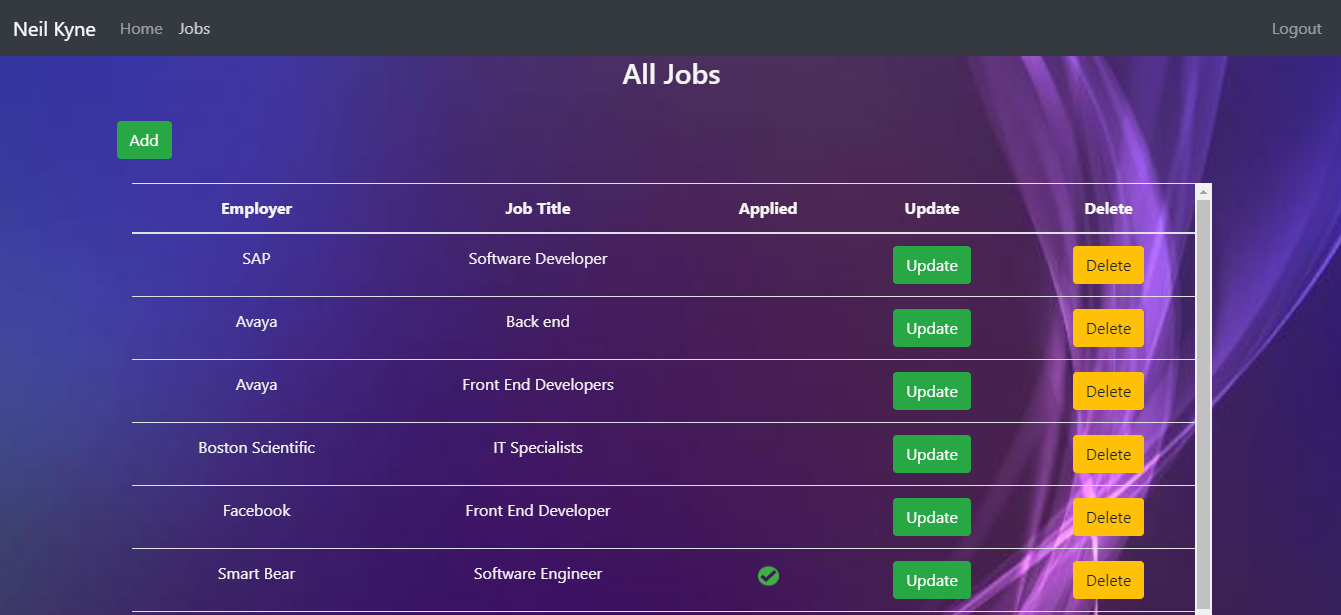 Neil Kyne Home Jobs Logout
All Jobs
Add
Employer Job Title Applied Update Delete
SAP Software Developer Update Delete
Avaya Back end Update Delete
Avaya Front End Developers Update Delete
Boston Scientific IT Specialists Update Delete
Facebook Front End Developer Update Delete
Smart Bear Software Engineer Update Delete